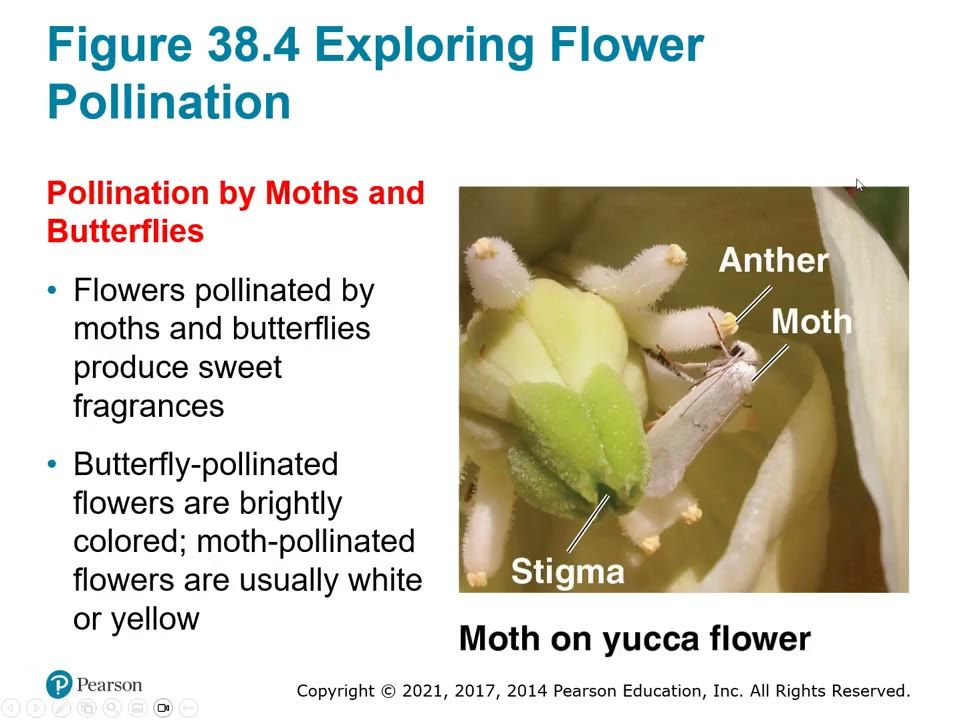 Figure 38.4 Exploring Flower
Pollination
Pollination by Moths and
Butterflies
• Flowers pollinated by
moths and butterflies
produce sweet
fragrances
• Butterfly-pollinated
flowers are brightly
colored; moth-pollinated
flowers are usually white
or yellow
Anther
Moth
Stigma
Moth on yucca flower
P Pearson
Copyright © 2021, 2017, 2014 Pearson Education, Inc. All Rights Reserved.